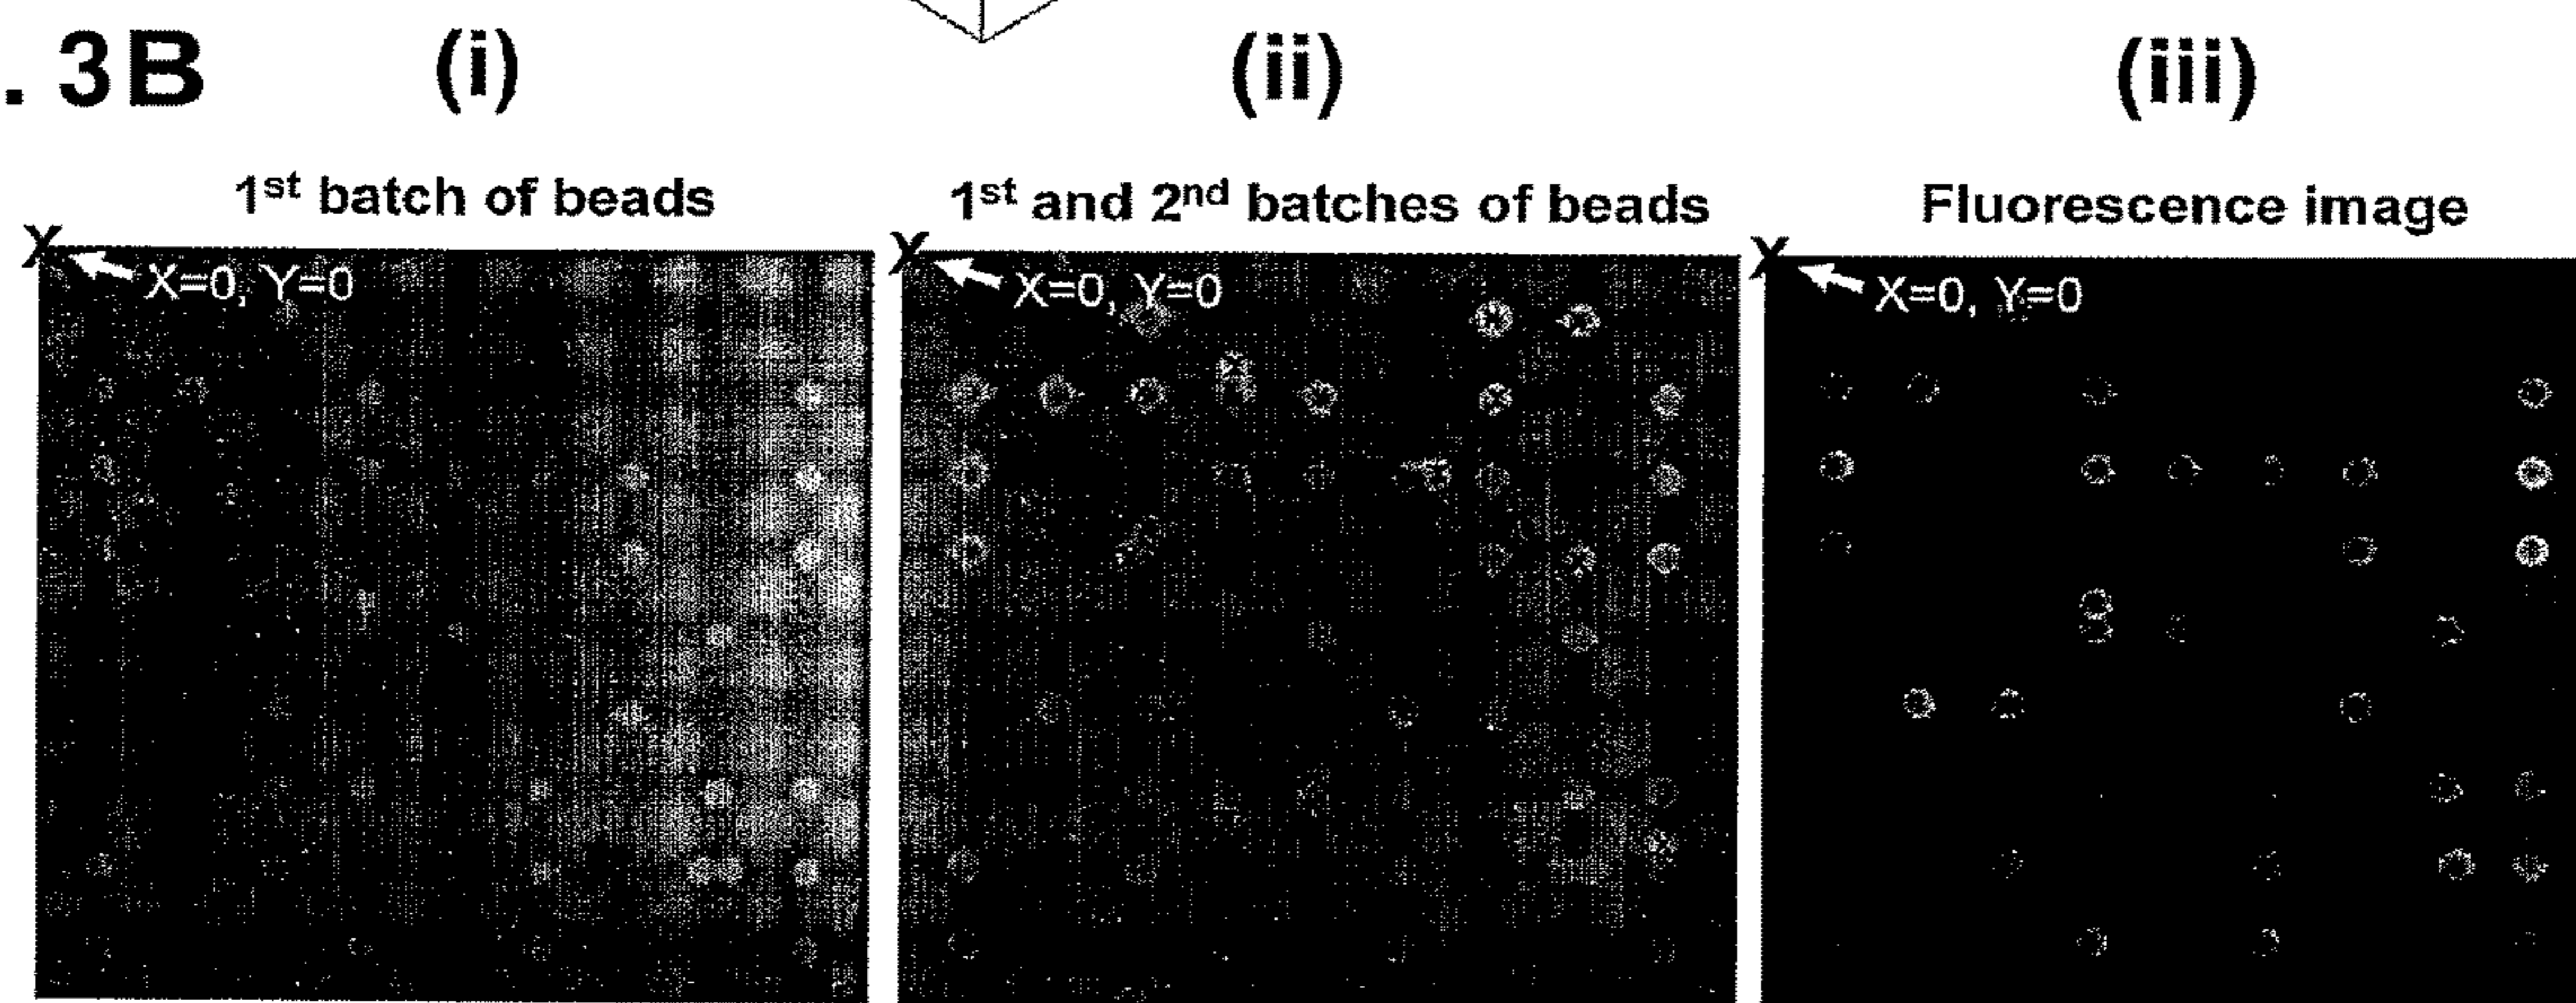 . 3B (i) (ii) (iii)
1st batch of beads
1st and 2nd batches of beads
Fluorescence image
X=0, Y=0
X=0, Y=0
X=0, Y=0